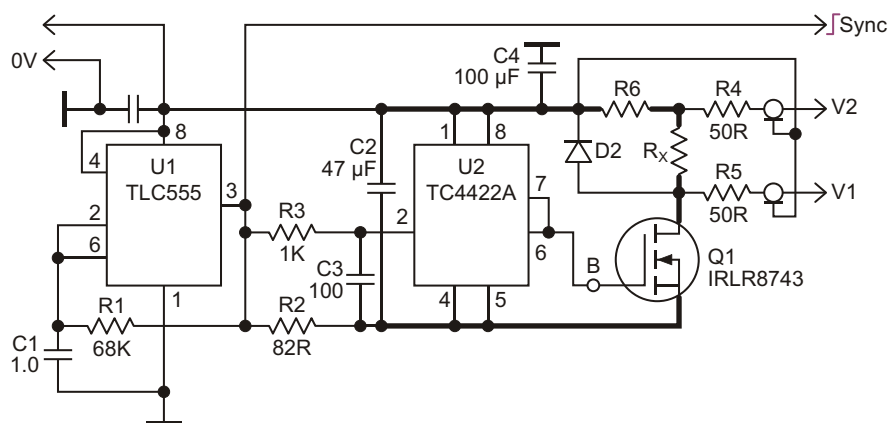 Sync
0V
C4
100 µF
R6
R4
50R
V2
8
4
U1
TLC555
3
2
6
1
C2
47 µF
1
8
U2
TC4422A
7
2
6
4
5
D2
RX
R5
50R
V1
R3
1K
C3
100
B
Q1
IRLR8743
R1
68K
R2
82R
C1
1.0